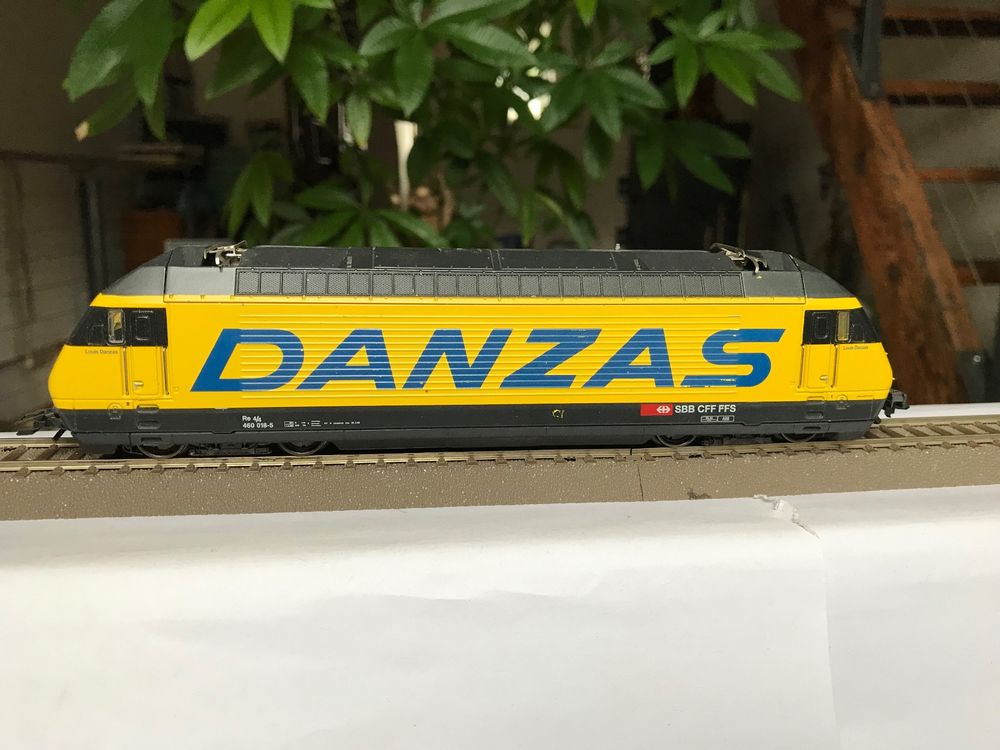 DANZAS
Louis Danzas
Louis Danzas
Re 4/4
460 018-5
SBB CFF FFS